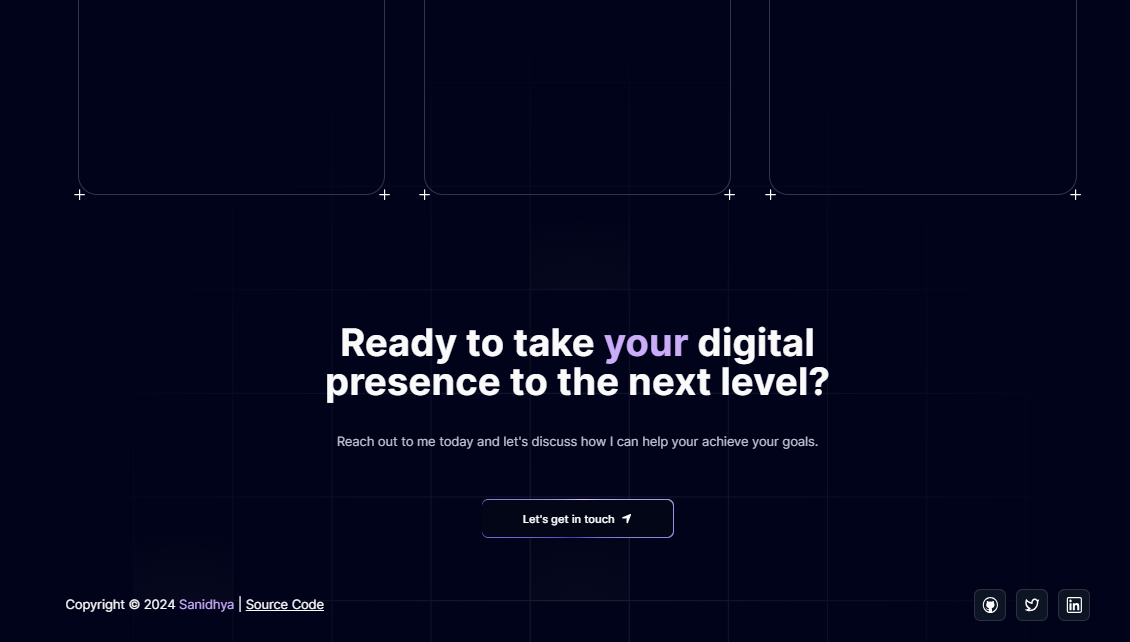 Ready to take your digital
presence to the next level?
Reach out to me today and let's discuss how I can help your achieve your goals.
Let's get in touch
Copyright © 2024 Sanidhya | Source Code